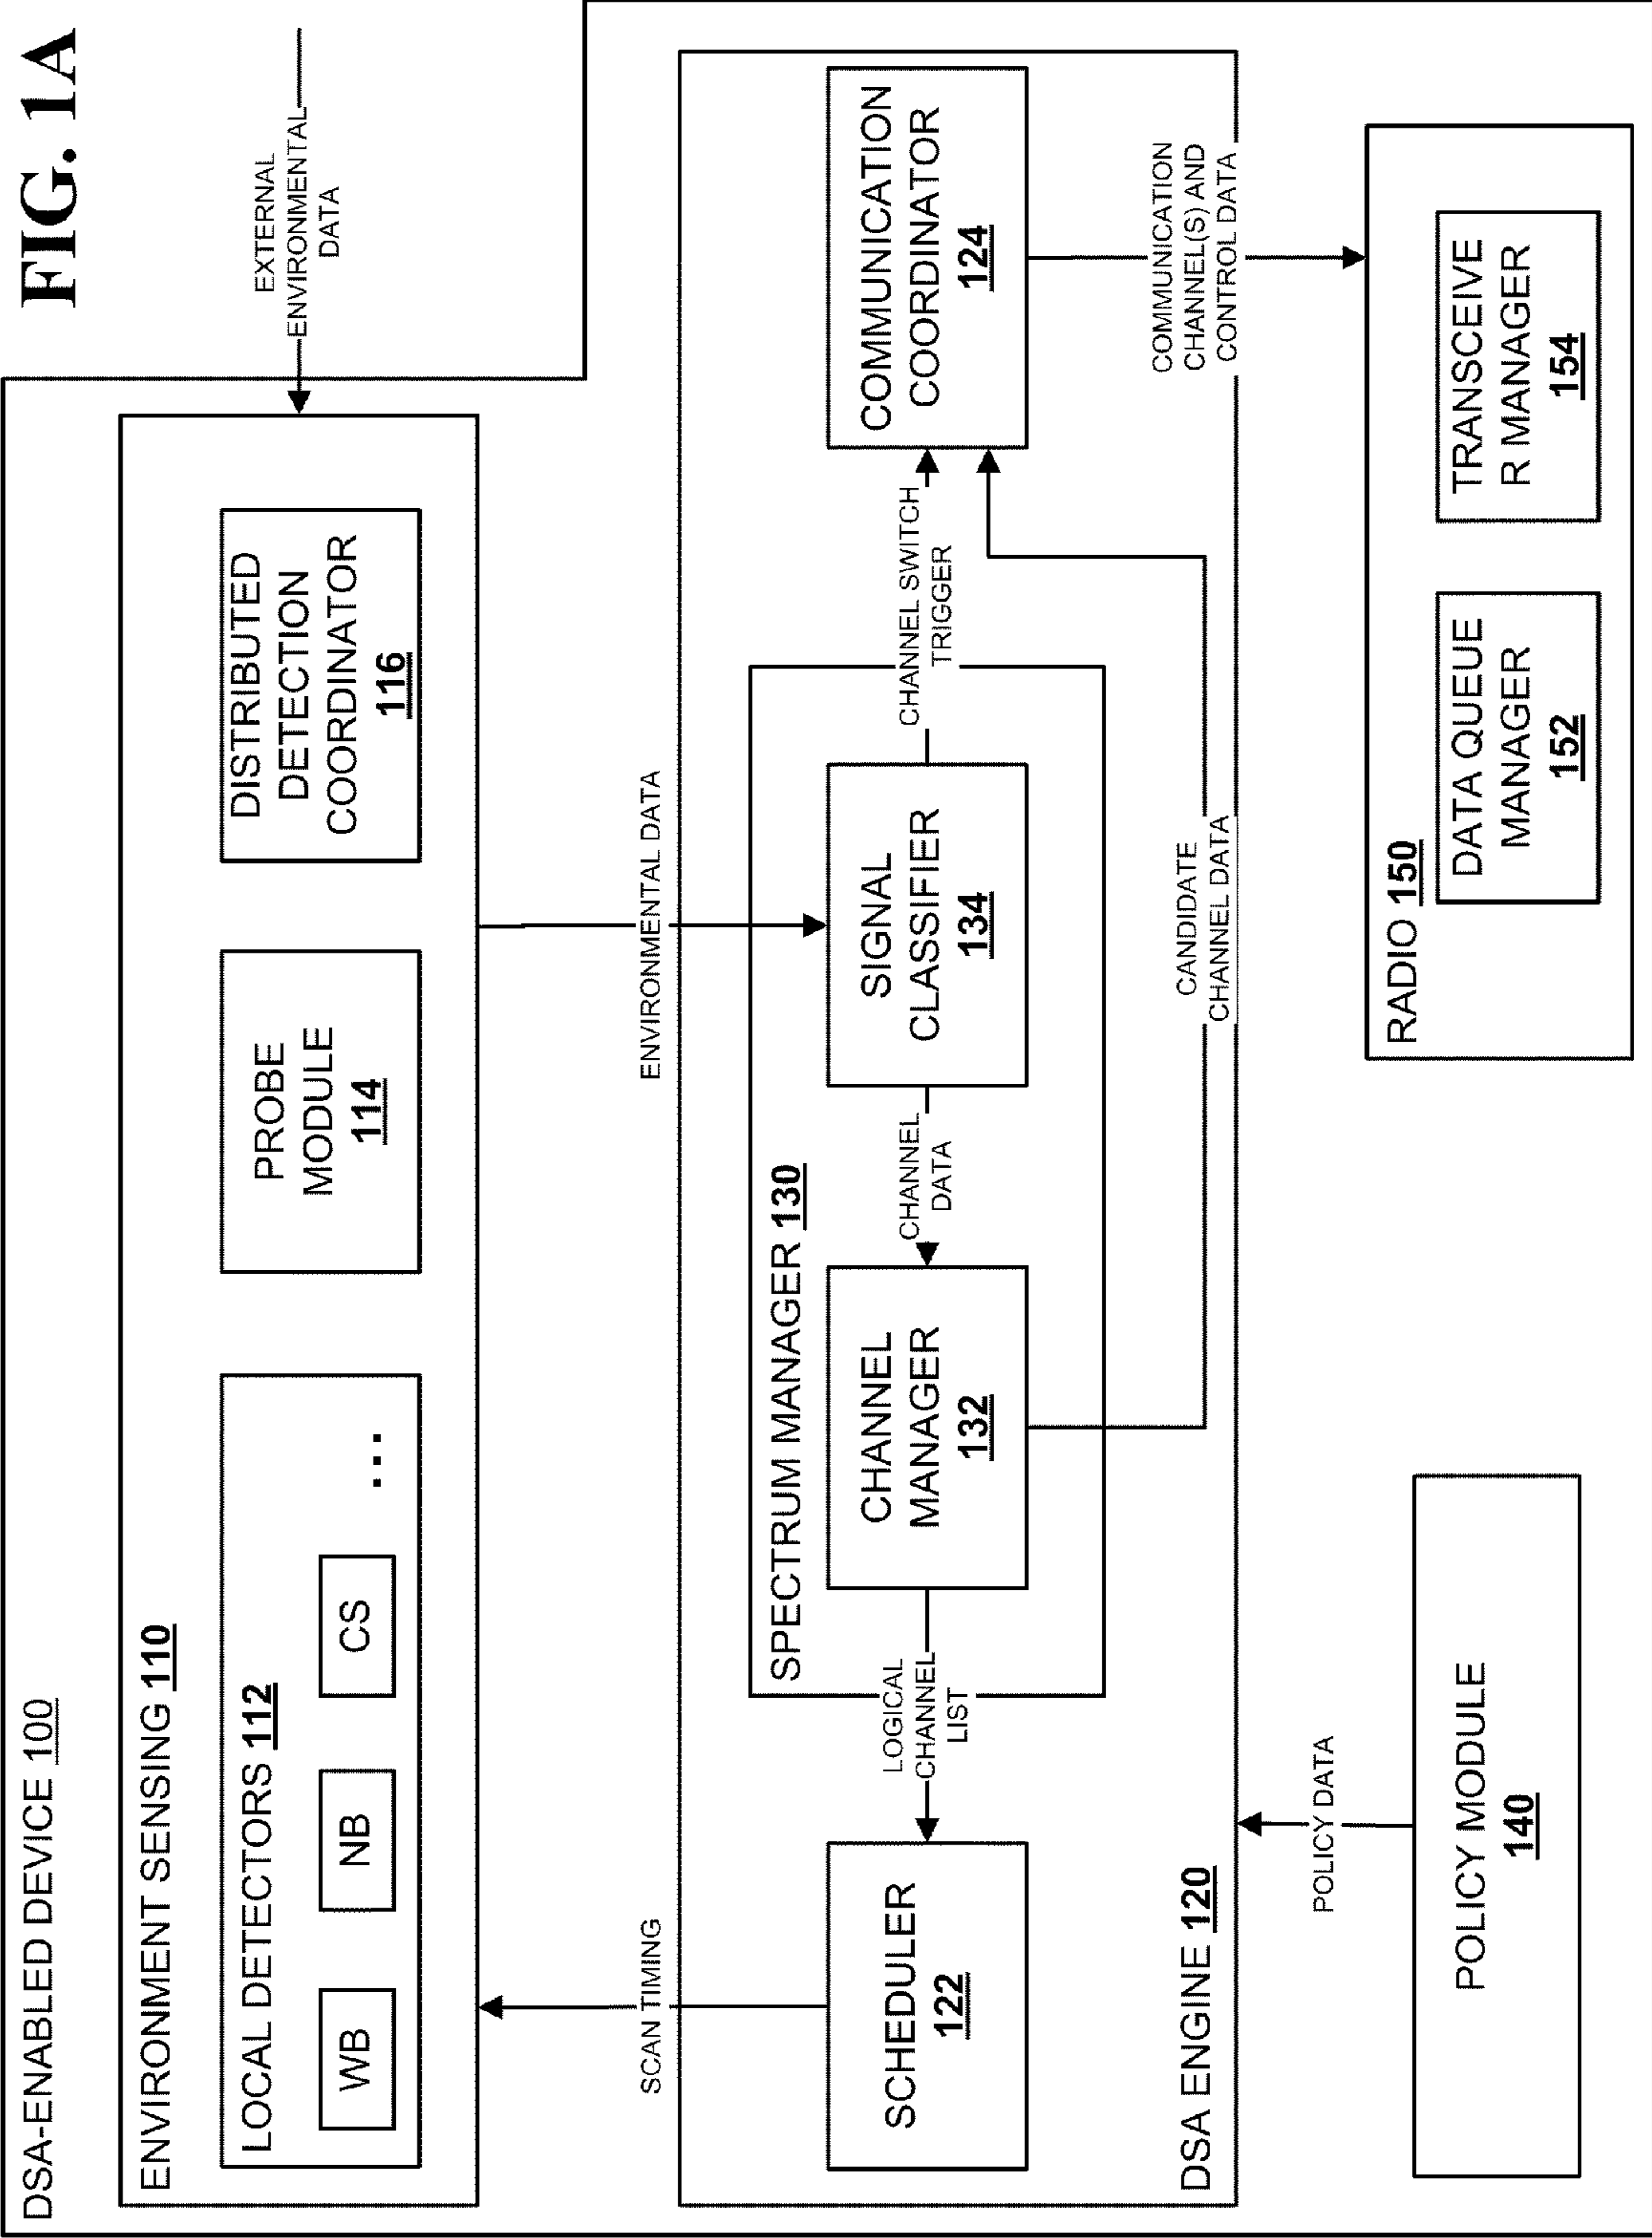 FIG. 1A
DSA-ENABLED DEVICE 100
EXTERNAL
ENVIRONMENTAL
DATA
ENVIRONMENT SENSING 110
LOCAL DETECTORS 112
WB
NB
CS
...
PROBE
MODULE
114
DISTRIBUTED
DETECTION
COORDINATOR
116
SCAN TIMING
ENVIRONMENTAL DATA
SPECTRUM MANAGER 130
SCHEDULER
122
LOGICAL
CHANNEL
LIST
CHANNEL
MANAGER
132
CHANNEL
DATA
SIGNAL
CLASSIFIER
134
CHANNEL SWITCH
TRIGGER
COMMUNICATION
COORDINATOR
124
CANDIDATE
CHANNEL DATA
DSA ENGINE 120
COMMUNICATION
CHANNEL(S) AND
CONTROL DATA
POLICY DATA
POLICY MODULE
140
RADIO 150
DATA QUEUE
MANAGER
152
TRANSCEIVE
R MANAGER
154